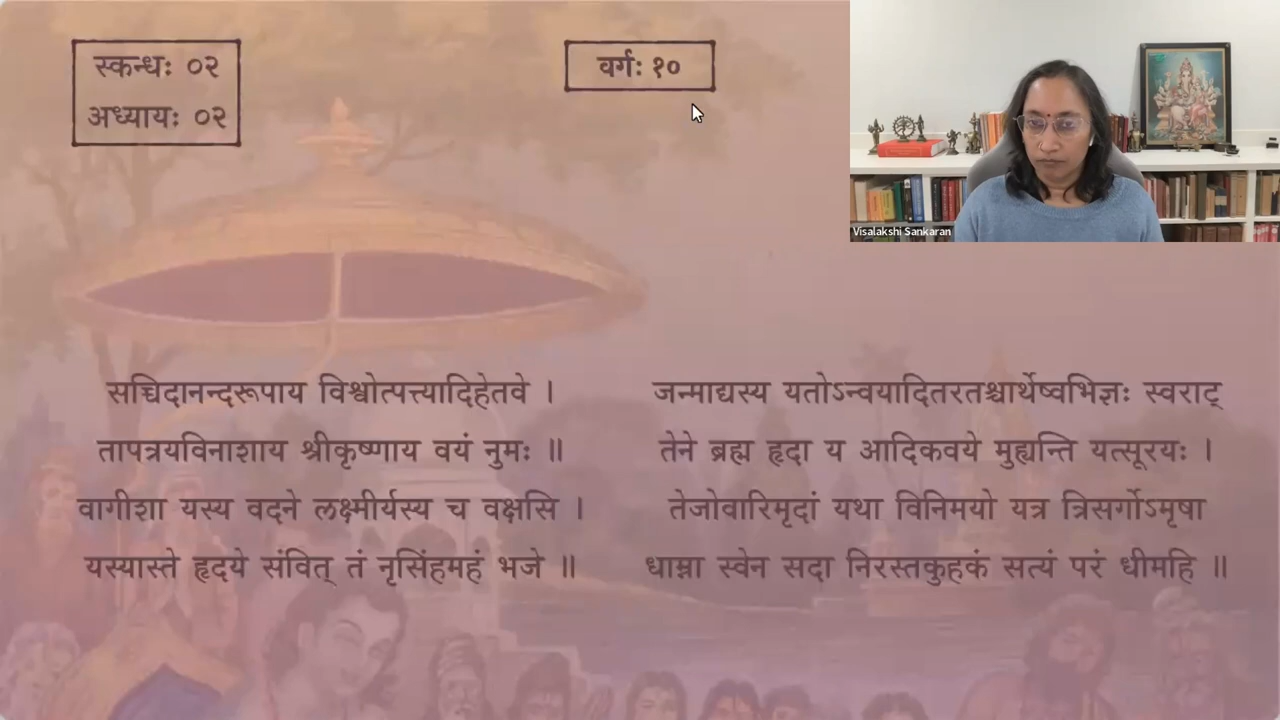 स्कन्धः ०२
अध्यायः ०२
वर्गः १०
Visalakshi Sankaran
सच्चिदानन्दरूपाय विश्वोत्पत्त्यादिहेतवे ।
तापत्रयविनाशाय श्रीकृष्णाय वयं नुमः ॥
वागीशा यस्य वदने लक्ष्मीर्यस्य च वक्षसि ।
यस्यास्ते हृदये संवित् तं नृसिंहमहं भजे ॥
जन्माद्यस्य यतोऽन्वयादितरतश्चार्थेष्वभिज्ञः स्वराट्
तेने ब्रह्म हृदा य आदिकवये मुह्यन्ति यत्सूरयः ।
तेजोवारिमृदां यथा विनिमयो यत्र त्रिसर्गोऽमृषा
धाम्ना स्वेन सदा निरस्तकुहकं सत्यं परं धीमहि ॥